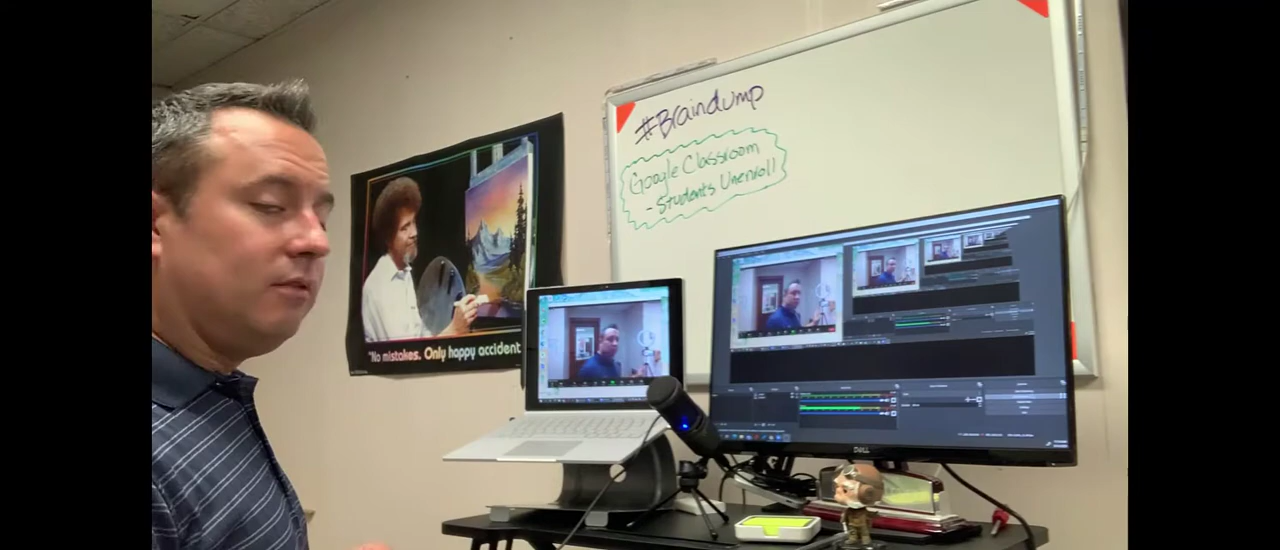 #Braindump
Google Classroom
- Students Unenroll
"No mistakes. Only happy accident
DELL